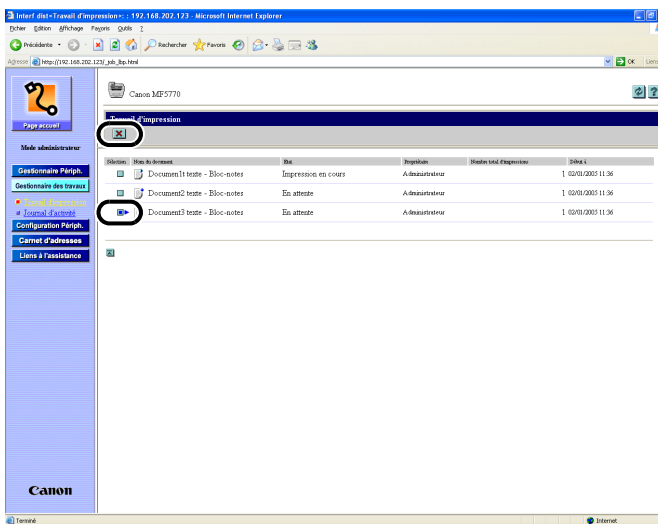 Interf dist<Travail d'impression>: : 192.168.202.123 - Microsoft Internet Explorer
Fichier Edition Affichage Favoris Outils ?
Précédente Rechercher Favoris
Adresse http://192.168.202.123/_job_lbp.html OK Liens
Page accueil
Mode administrateur
Gestionnaire Périph.
Gestionnaire des travaux
Travail d'impression
Journal d'activité
Configuration Périph.
Carnet d'adresses
Liens à l'assistance
Canon
Canon MF5770
Travail d'impression
Sélection Nom du document Etat Propriétaire Nombre total d'impressions Début à
Documen1t texte - Bloc-notes Impression en cours Administrateur 1 02/01/2005 11:36
Document2 texte - Bloc-notes En attente Administrateur 1 02/01/2005 11:36
Document3 texte - Bloc-notes En attente Administrateur 1 02/01/2005 11:36
Terminé Internet